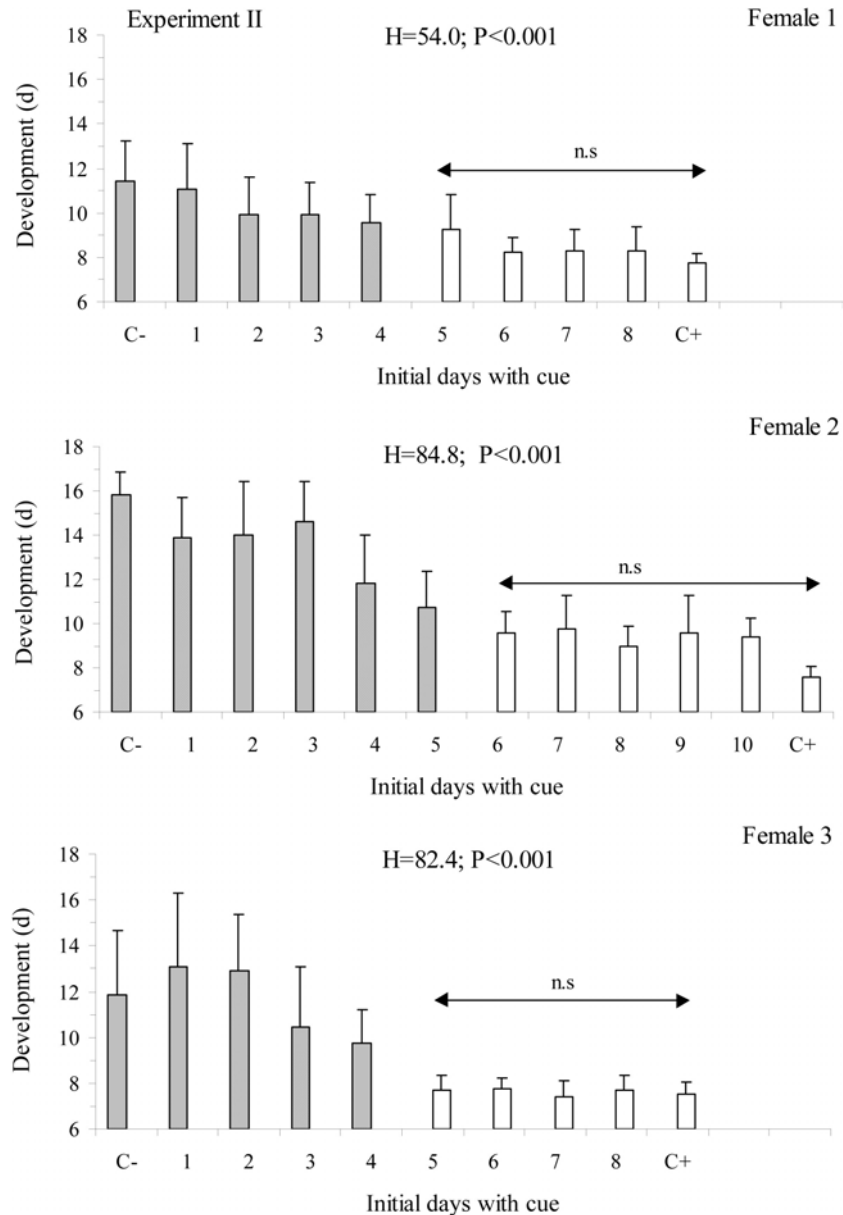 Experiment II
Female 1
H=54.0; P<0.001
n.s
Development (d)
18
16
14
12
10
8
6
C- 1 2 3 4 5 6 7 8 C+
Initial days with cue
Female 2
H=84.8; P<0.001
n.s
Development (d)
18
16
14
12
10
8
6
C- 1 2 3 4 5 6 7 8 9 10 C+
Initial days with cue
Female 3
H=82.4; P<0.001
n.s
Development (d)
18
16
14
12
10
8
6
C- 1 2 3 4 5 6 7 8 C+
Initial days with cue